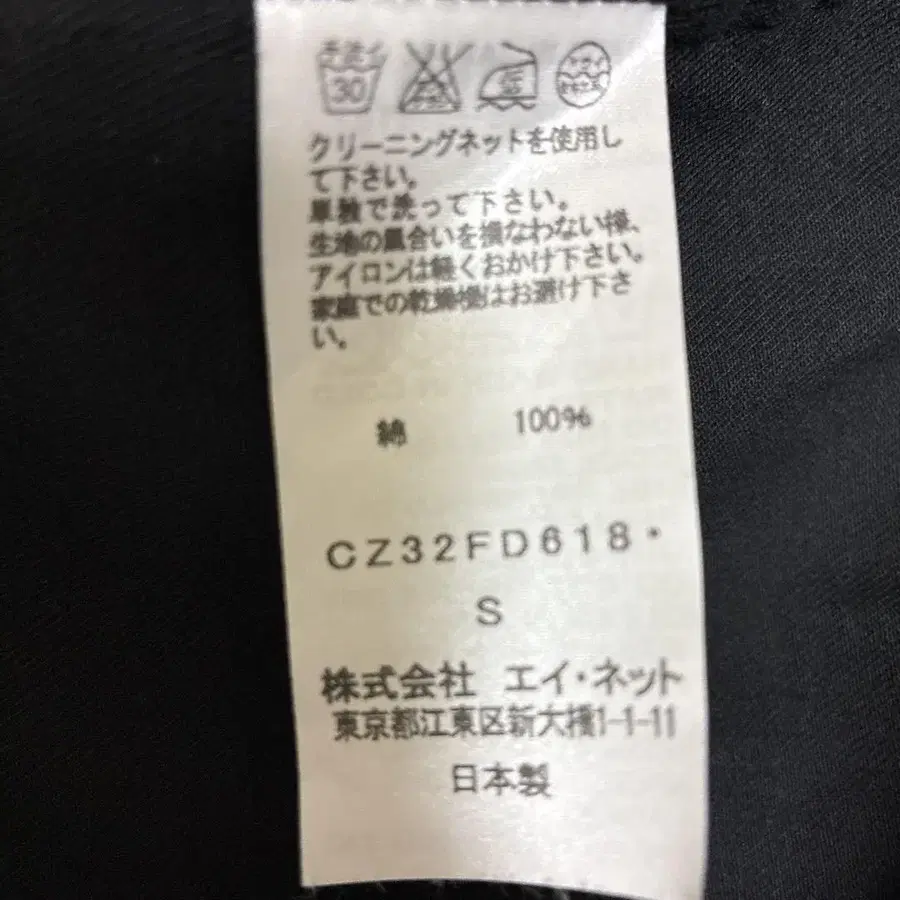 30
クリーニングネットを使用し
て下さい。
単独で洗って下さい。
生地の風合いを損なわない様、
アイロンは軽くおかけ下さい。
家庭での乾燥機はお避け下さ
い。
綿 100%
CZ32FD618・
S
株式会社 エイ・ネット
東京都江東区新大橋1-1-11
日本製